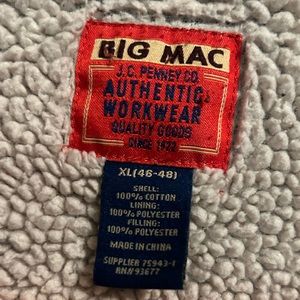 BIG MAC
J.C. PENNEY CO.
AUTHENTIC
WORKWEAR
QUALITY GOODS
SINCE 1922
XL(46-48)
SHELL:
100% COTTON
LINING:
100% POLYESTER
FILLING:
100% POLYESTER
MADE IN CHINA
SUPPLIER 75943-1
RN#93677